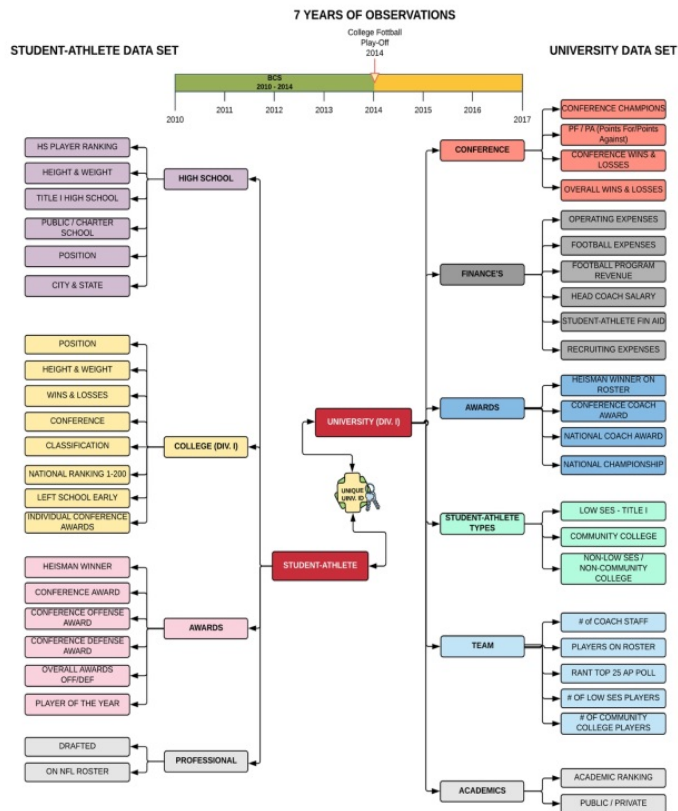 7 YEARS OF OBSERVATIONS
College Fottball
Play-Off
2014
STUDENT-ATHLETE DATA SET
UNIVERSITY DATA SET
BCS
2010 - 2014
2010
2011
2012
2013
2014
2015
2016
2017
HS PLAYER RANKING
HEIGHT & WEIGHT
TITLE I HIGH SCHOOL
PUBLIC / CHARTER
SCHOOL
POSITION
CITY & STATE
HIGH SCHOOL
POSITION
HEIGHT & WEIGHT
WINS & LOSSES
CONFERENCE
CLASSIFICATION
NATIONAL RANKING 1-200
LEFT SCHOOL EARLY
INDIVIDUAL CONFERENCE
AWARDS
COLLEGE (DIV. I)
HEISMAN WINNER
CONFERENCE AWARD
CONFERENCE OFFENSE
AWARD
CONFERENCE DEFENSE
AWARD
OVERALL AWARDS
OFF/DEF
PLAYER OF THE YEAR
AWARDS
DRAFTED
ON NFL ROSTER
PROFESSIONAL
UNIVERSITY (DIV. I)
UNIQUE
UINV. ID
STUDENT-ATHLETE
CONFERENCE
CONFERENCE CHAMPIONS
PF / PA (Points For/Points
Against)
CONFERENCE WINS &
LOSSES
OVERALL WINS & LOSSES
FINANCE'S
OPERATING EXPENSES
FOOTBALL EXPENSES
FOOTBALL PROGRAM
REVENUE
HEAD COACH SALARY
STUDENT-ATHLETE FIN AID
RECRUITING EXPENSES
AWARDS
HEISMAN WINNER ON
ROSTER
CONFERENCE COACH
AWARD
NATIONAL COACH AWARD
NATIONAL CHAMPIONSHIP
STUDENT-ATHLETE
TYPES
LOW SES - TITLE I
COMMUNITY COLLEGE
NON-LOW SES /
NON-COMMUNITY
COLLEGE
TEAM
# of COACH STAFF
PLAYERS ON ROSTER
RANT TOP 25 AP POLL
# OF LOW SES PLAYERS
# OF COMMUNITY
COLLEGE PLAYERS
ACADEMICS
ACADEMIC RANKING
PUBLIC / PRIVATE